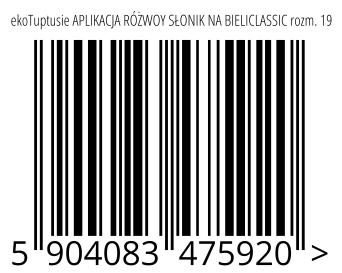 ekoTuptusie APLIKACJA RÓŻWOY SŁONIK NA BIELICLASSIC rozm. 19
5 904083 475920 >